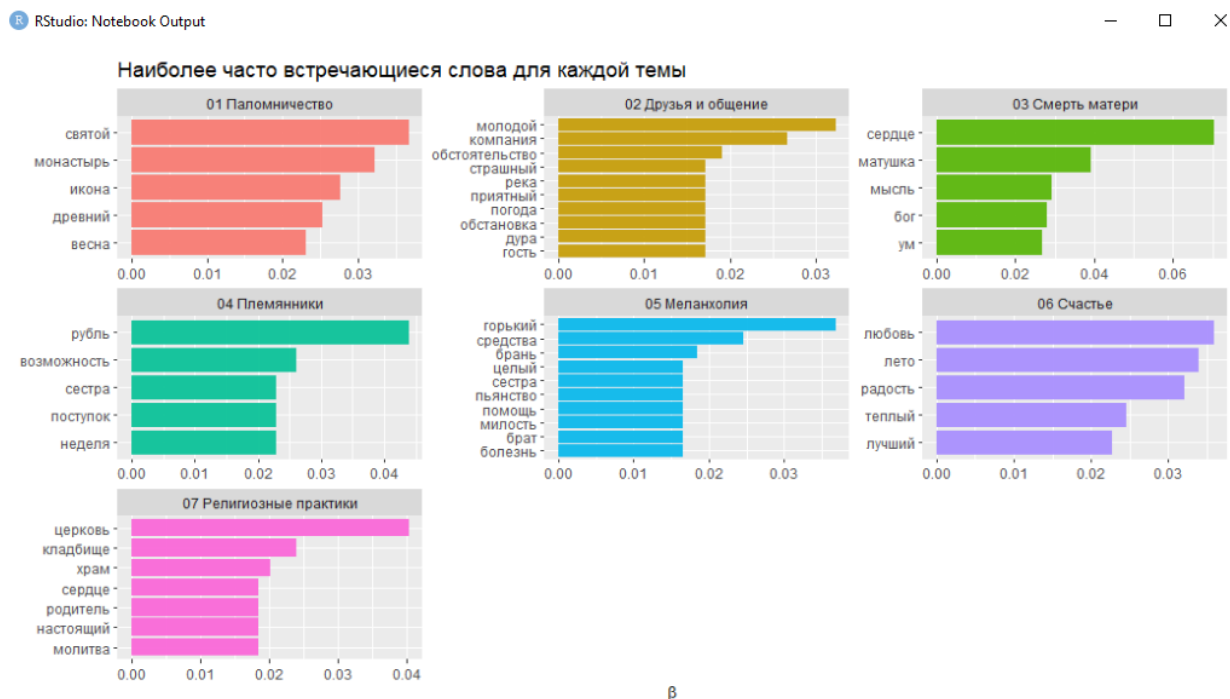 R RStudio: Notebook Output
Наиболее часто встречающиеся слова для каждой темы
01 Паломничество
святой
монастырь
икона
древний
весна
0.00 0.01 0.02 0.03
02 Друзья и общение
молодой
компания
обстоятельство
страшный
река
приятный
погода
обстановка
дура
гость
0.00 0.01 0.02 0.03
03 Смерть матери
сердце
матушка
мысль
бог
ум
0.00 0.02 0.04 0.06
04 Племянники
рубль
возможность
сестра
поступок
неделя
0.00 0.01 0.02 0.03 0.04
05 Меланхолия
горький
средства
брань
целый
сестра
пьянство
помощь
милость
брат
болезнь
0.00 0.01 0.02 0.03
06 Счастье
любовь
лето
радость
теплый
лучший
0.00 0.01 0.02 0.03
07 Религиозные практики
церковь
кладбище
храм
сердце
родитель
настоящий
молитва
0.00 0.01 0.02 0.03 0.04
β